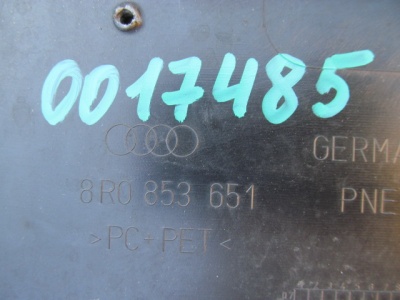 0017485
GERMA
8R0 853 651
PNE
>PC-PET<